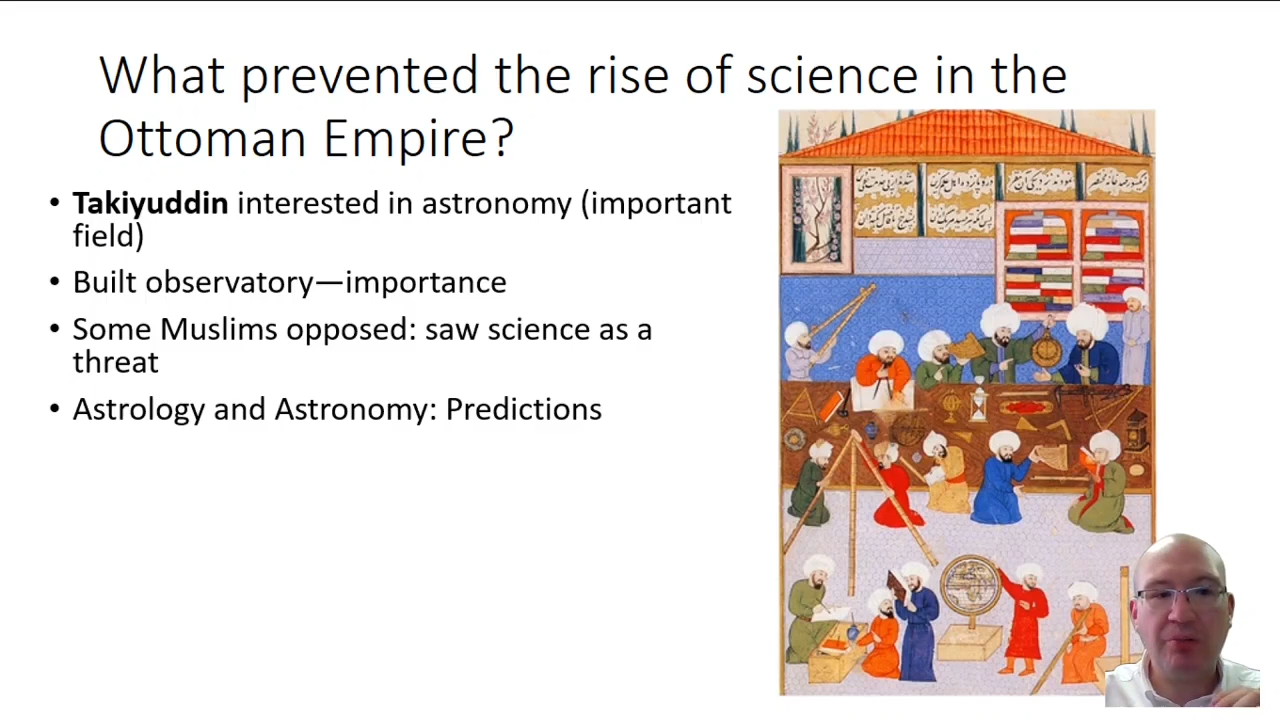 What prevented the rise of science in the
Ottoman Empire?
• Takiyuddin interested in astronomy (important
field)
• Built observatory—importance
• Some Muslims opposed: saw science as a
threat
• Astrology and Astronomy: Predictions